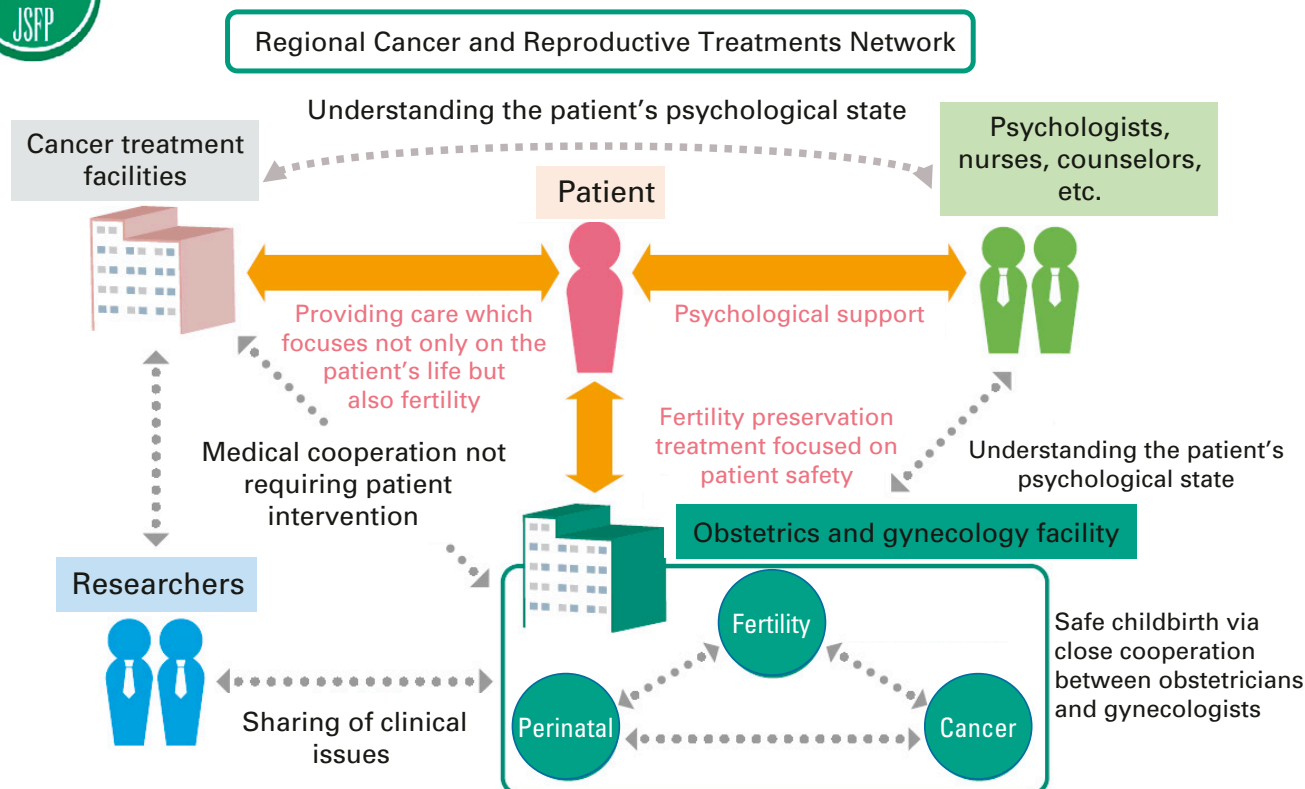 JSFP
Regional Cancer and Reproductive Treatments Network
Understanding the patient's psychological state
Cancer treatment
facilities
Psychologists,
nurses, counselors,
etc.
Patient
Providing care which
focuses not only on the
patient's life but
also fertility
Psychological support
Fertility preservation
treatment focused on
patient safety
Medical cooperation not
requiring patient
intervention
Understanding the patient's
psychological state
Obstetrics and gynecology facility
Researchers
Fertility
Perinatal
Cancer
Safe childbirth via
close cooperation
between obstetricians
and gynecologists
Sharing of clinical
issues